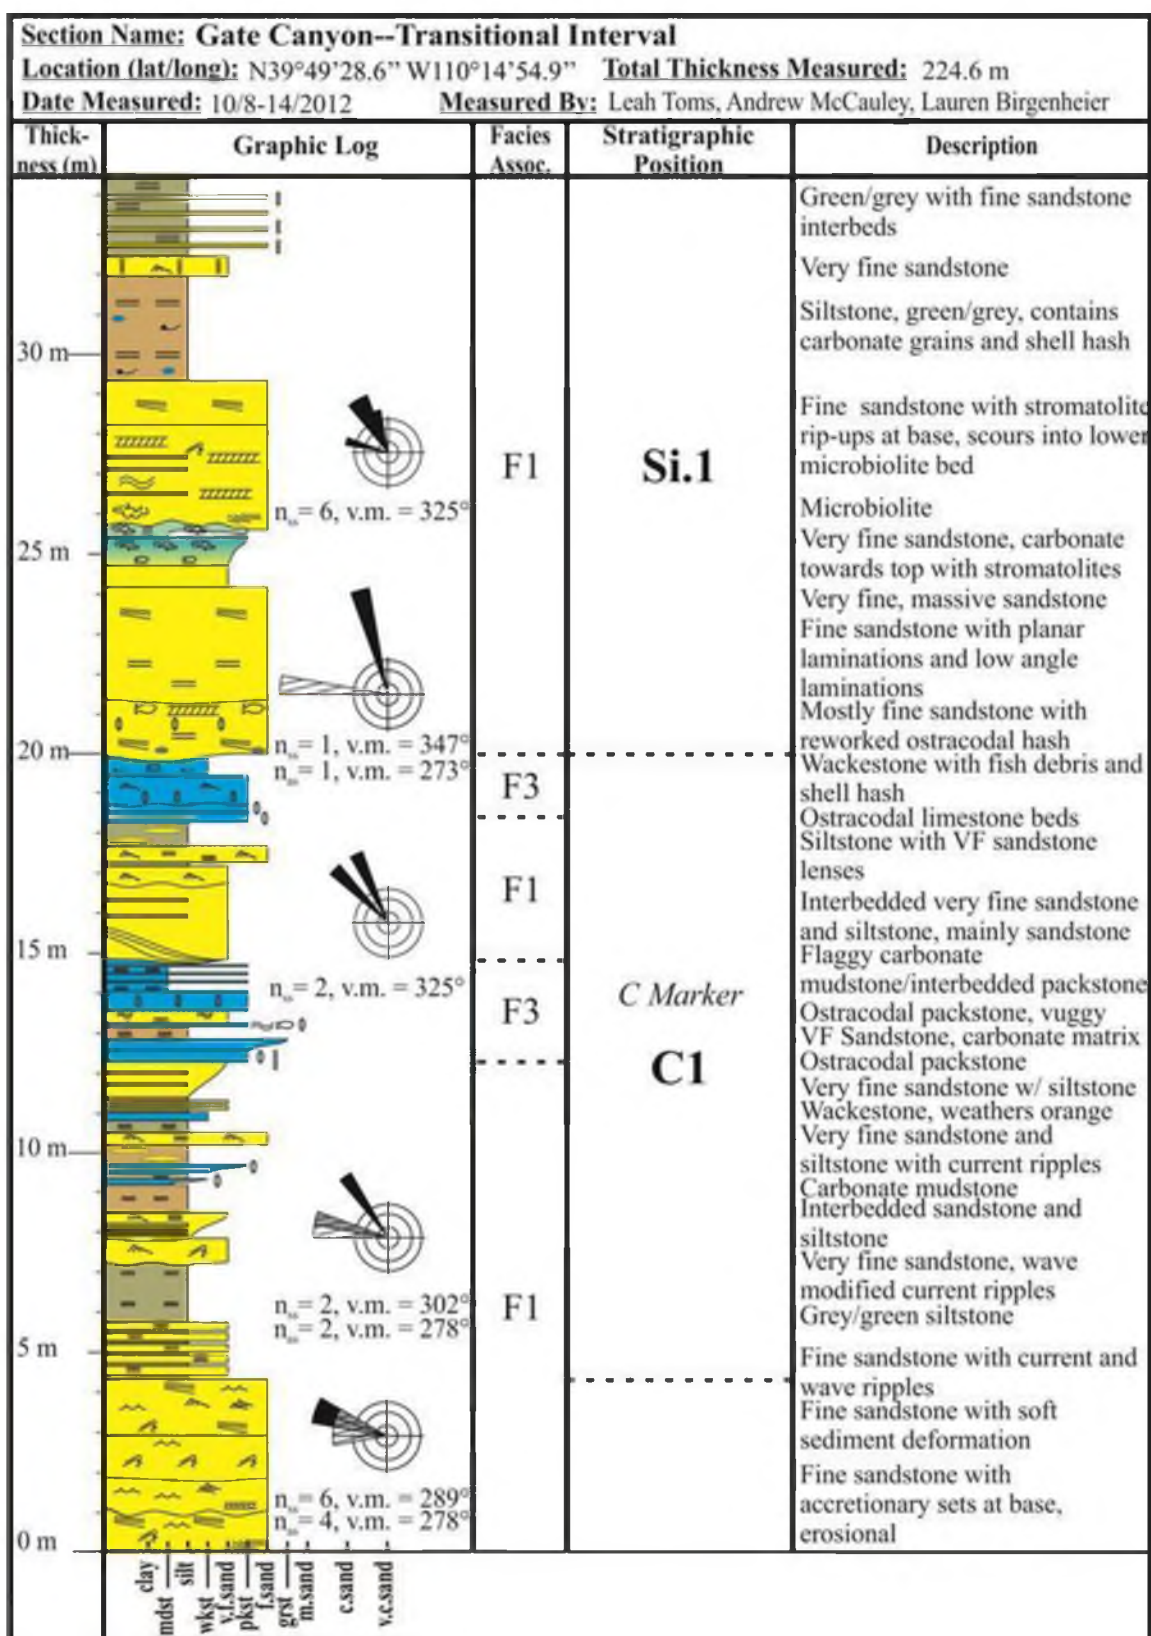 Section Name: Gate Canyon--Transitional Interval
Location (lat/long): N39°49'28.6” W110°14'54.9” Total Thickness Measured: 224.6 m
Date Measured: 10/8-14/2012 Measured By: Leah Toms, Andrew McCauley, Lauren Birgenheier
Thick-
ness (m)
Graphic Log
Facies
Assoc.
Stratigraphic
Position
Description
30 m
25 m
20 m
15 m
10 m
5 m
0 m
n = 6, v.m. = 325°
n = 1, v.m. = 347°
n = 1, v.m. = 273°
n = 2, v.m. = 325°
n = 2, v.m. = 302°
n = 2, v.m. = 278°
n = 6, v.m. = 289°
n = 4, v.m. = 278°
clay
mdst
silt
wkst
v.f.sand
pkst
f.sand
grst
m.sand
c.sand
v.c.sand
F1
F3
F1
F3
F1
Si.1
C Marker
C1
Green/grey with fine sandstone
interbeds
Very fine sandstone
Siltstone, green/grey, contains
carbonate grains and shell hash
Fine sandstone with stromatolite
rip-ups at base, scours into lower
microbiolite bed
Microbiolite
Very fine sandstone, carbonate
towards top with stromatolites
Very fine, massive sandstone
Fine sandstone with planar
laminations and low angle
laminations
Mostly fine sandstone with
reworked ostracodal hash
Wackestone with fish debris and
shell hash
Ostracodal limestone beds
Siltstone with VF sandstone
lenses
Interbedded very fine sandstone
and siltstone, mainly sandstone
Flaggy carbonate
mudstone/interbedded packstone
Ostracodal packstone, vuggy
VF Sandstone, carbonate matrix
Ostracodal packstone
Very fine sandstone w/ siltstone
Wackestone, weathers orange
Very fine sandstone and
siltstone with current ripples
Carbonate mudstone
Interbedded sandstone and
siltstone
Very fine sandstone, wave
modified current ripples
Grey/green siltstone
Fine sandstone with current and
wave ripples
Fine sandstone with soft
sediment deformation
Fine sandstone with
accretionary sets at base,
erosional